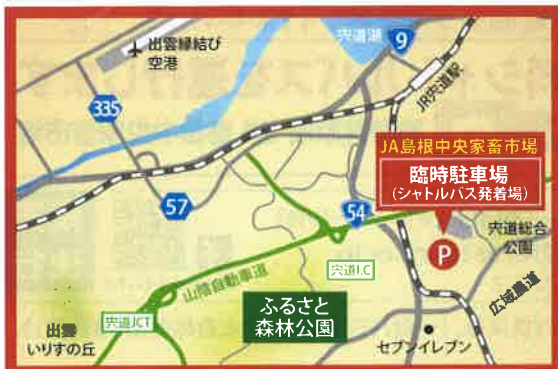 出雲縁結び
空港
宍道湖
9
JR宍道駅
335
57
54
JA島根中央家畜市場
臨時駐車場
(シャトルバス発着場)
P
宍道総合
公園
宍道I.C
山陰自動車道
宍道JCT
ふるさと
森林公園
広域農道
出雲
いりすの丘
セブンイレブン